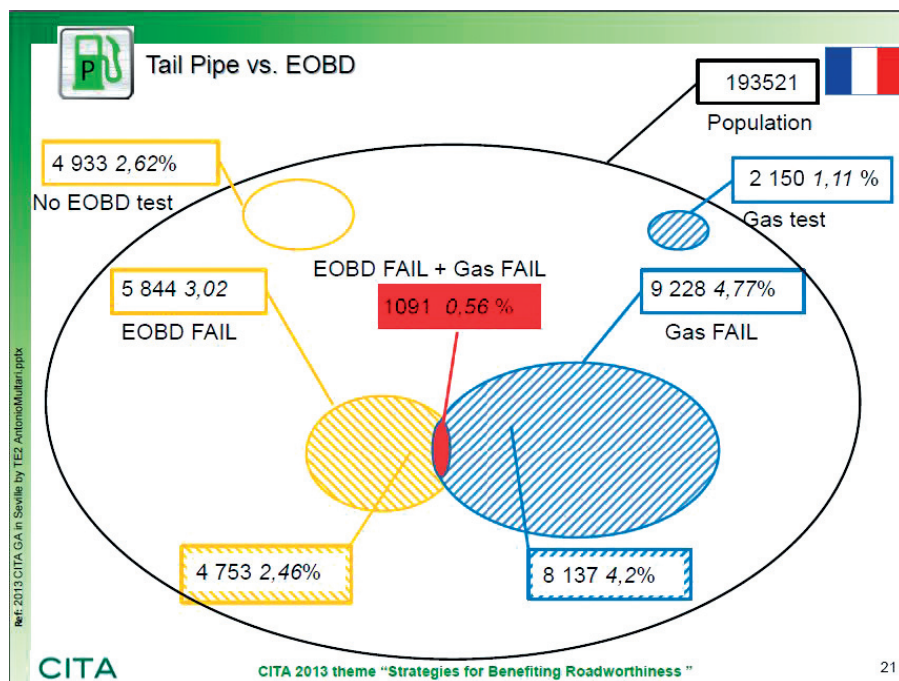 P
Tail Pipe vs. EOBD
193521
Population
4 933 2,62%
No EOBD test
2 150 1,11 %
Gas test
EOBD FAIL + Gas FAIL
1091 0,56 %
5 844 3,02
EOBD FAIL
9 228 4,77%
Gas FAIL
4 753 2,46%
8 137 4,2%
Ref: 2013 CITA GA in Seville by TE2 AntonioMultari.pptx
CITA
CITA 2013 theme “Strategies for Benefiting Roadworthiness ”
21